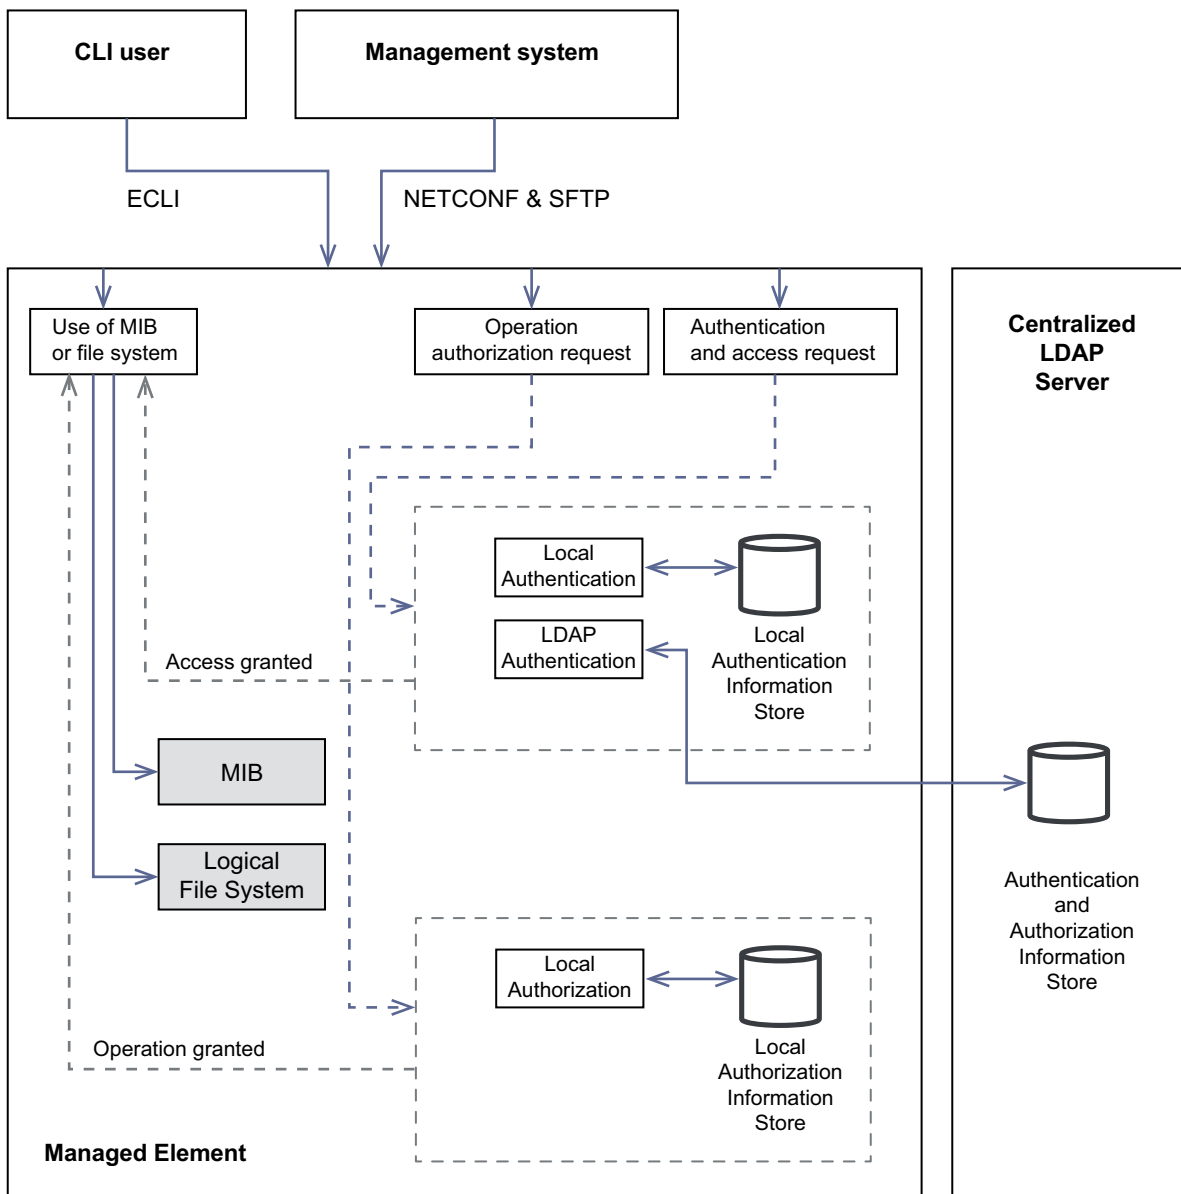 CLI user
Management system
ECLI
NETCONF & SFTP
Use of MIB
or file system
Operation
authorization request
Authentication
and access request
Centralized
LDAP
Server
Local
Authentication
LDAP
Authentication
Local
Authentication
Information
Store
Access granted
MIB
Logical
File System
Authentication
and
Authorization
Information
Store
Local
Authorization
Local
Authorization
Information
Store
Operation granted
Managed Element